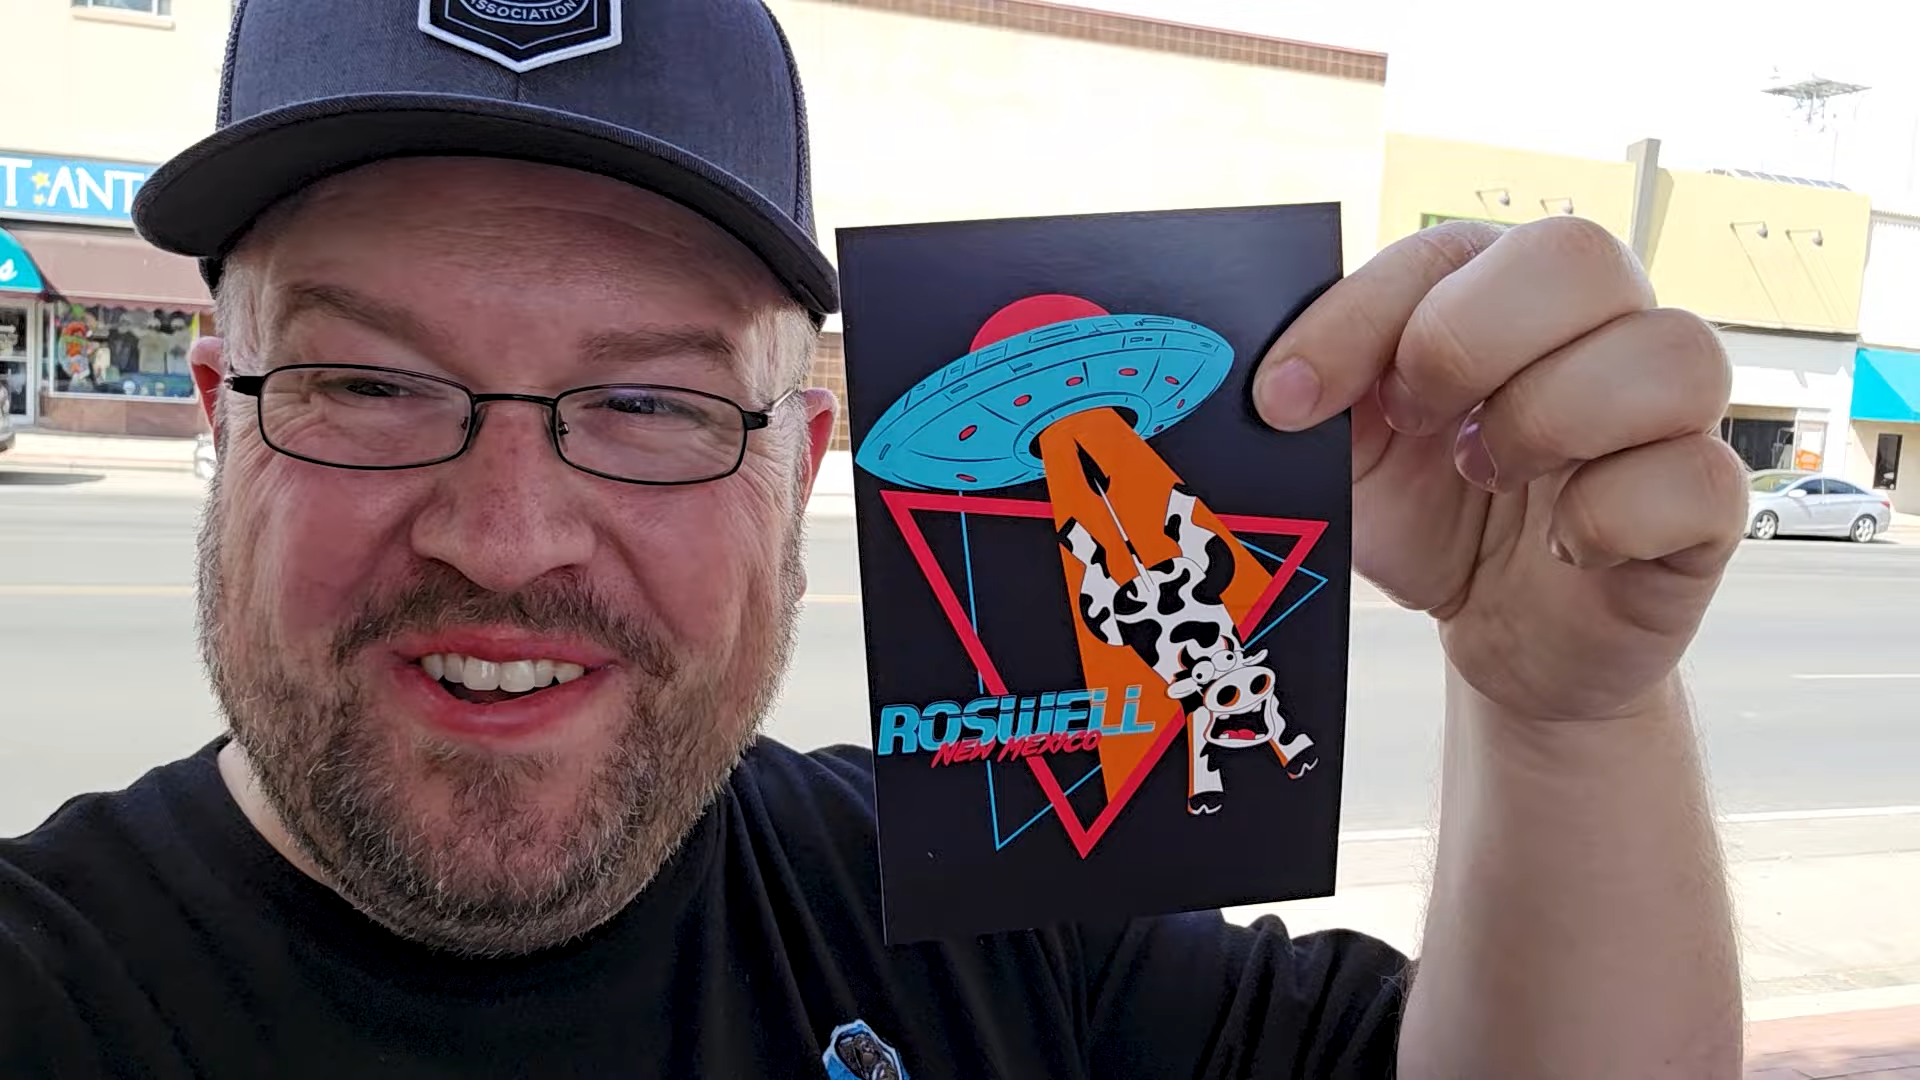 ASSOCIATION
T ANT
s
ROSWELL
NEW MEXICO